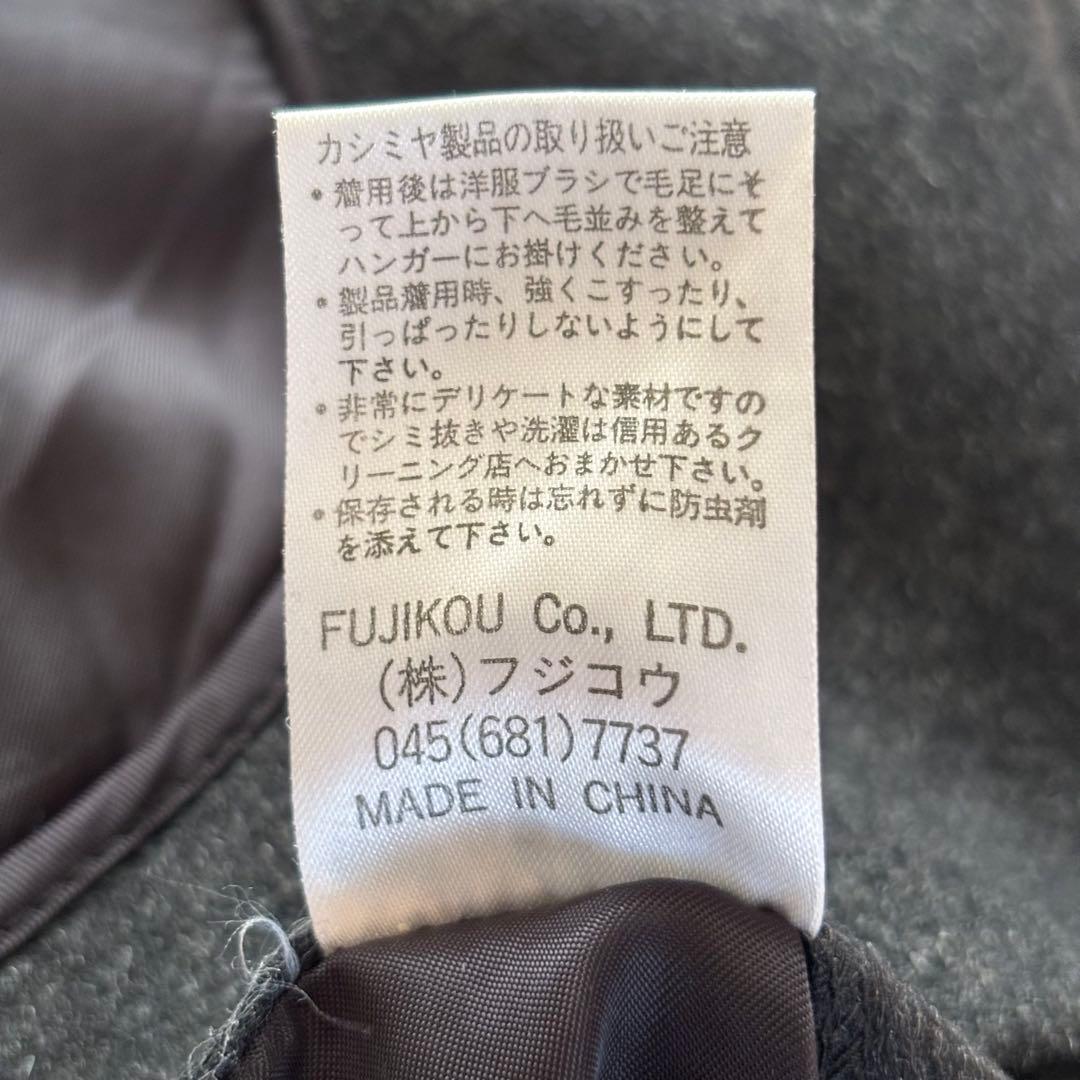 カシミヤ製品の取り扱いご注意
・着用後は洋服ブラシで毛足にそ
って上から下へ毛並みを整えて
ハンガーにお掛けください。
・製品着用時、強くこすったり、
引っぱったりしないようにして
下さい。
・非常にデリケートな素材ですの
でシミ抜きや洗濯は信用あるク
リーニング店へおまかせ下さい。
・保存される時は忘れずに防虫剤
を添えて下さい。
FUJIKOU Co., LTD.
(株)フジコウ
045(681)7737
MADE IN CHINA